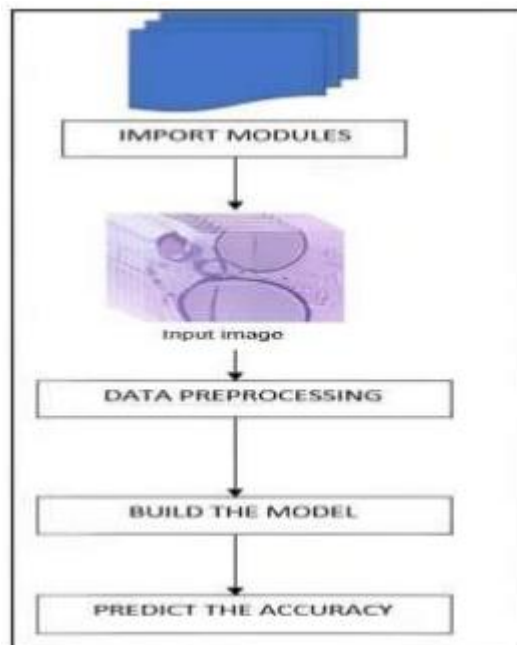 IMPORT MODULES
Input image
DATA PREPROCESSING
BUILD THE MODEL
PREDICT THE ACCURACY